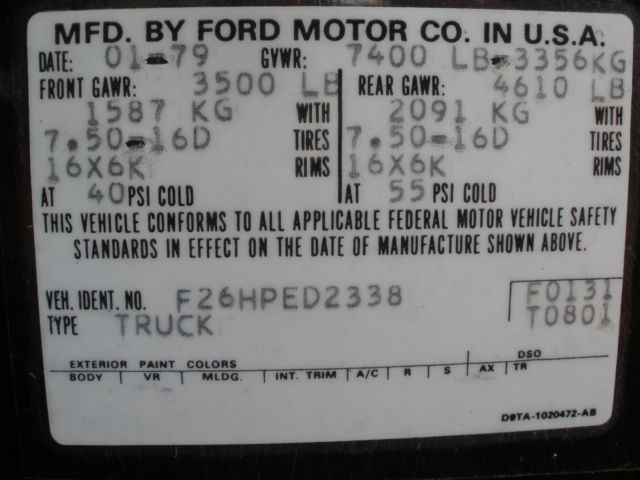 MFD. BY FORD MOTOR CO. IN U.S.A.
DATE: 01-79 GVWR: 7400 LB-3356KG
FRONT GAWR: 3500 LB REAR GAWR: 4610 LB
1587 KG WITH 2091 KG WITH
7.50-16D TIRES 7.50-16D TIRES
16X6K RIMS 16X6K RIMS
AT 40 PSI COLD AT 55 PSI COLD
THIS VEHICLE CONFORMS TO ALL APPLICABLE FEDERAL MOTOR VEHICLE SAFETY
STANDARDS IN EFFECT ON THE DATE OF MANUFACTURE SHOWN ABOVE.
VEH. IDENT. NO. F26HPED2338 F0131
TYPE TRUCK T0801
EXTERIOR PAINT COLORS DSO
BODY VR MLDG. INT. TRIM A/C R S AX TR
D9TA-1020472-AB